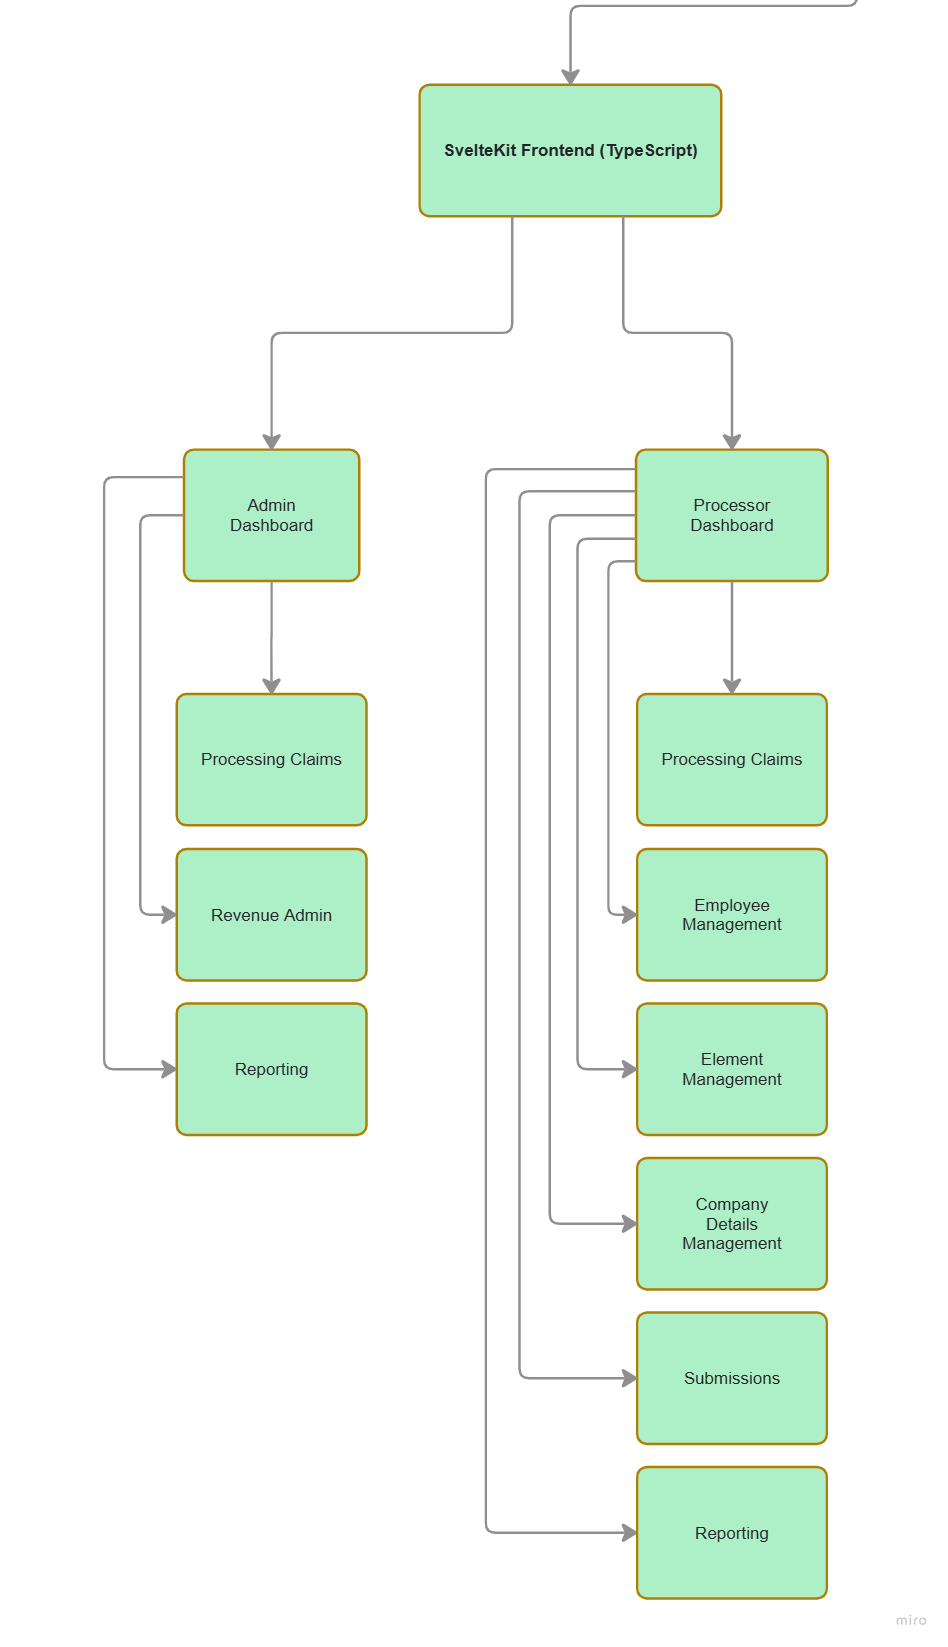 SvelteKit Frontend (TypeScript)
Admin
Dashboard
Processor
Dashboard
Processing Claims
Processing Claims
Revenue Admin
Employee
Management
Reporting
Element
Management
Company
Details
Management
Submissions
Reporting
miro